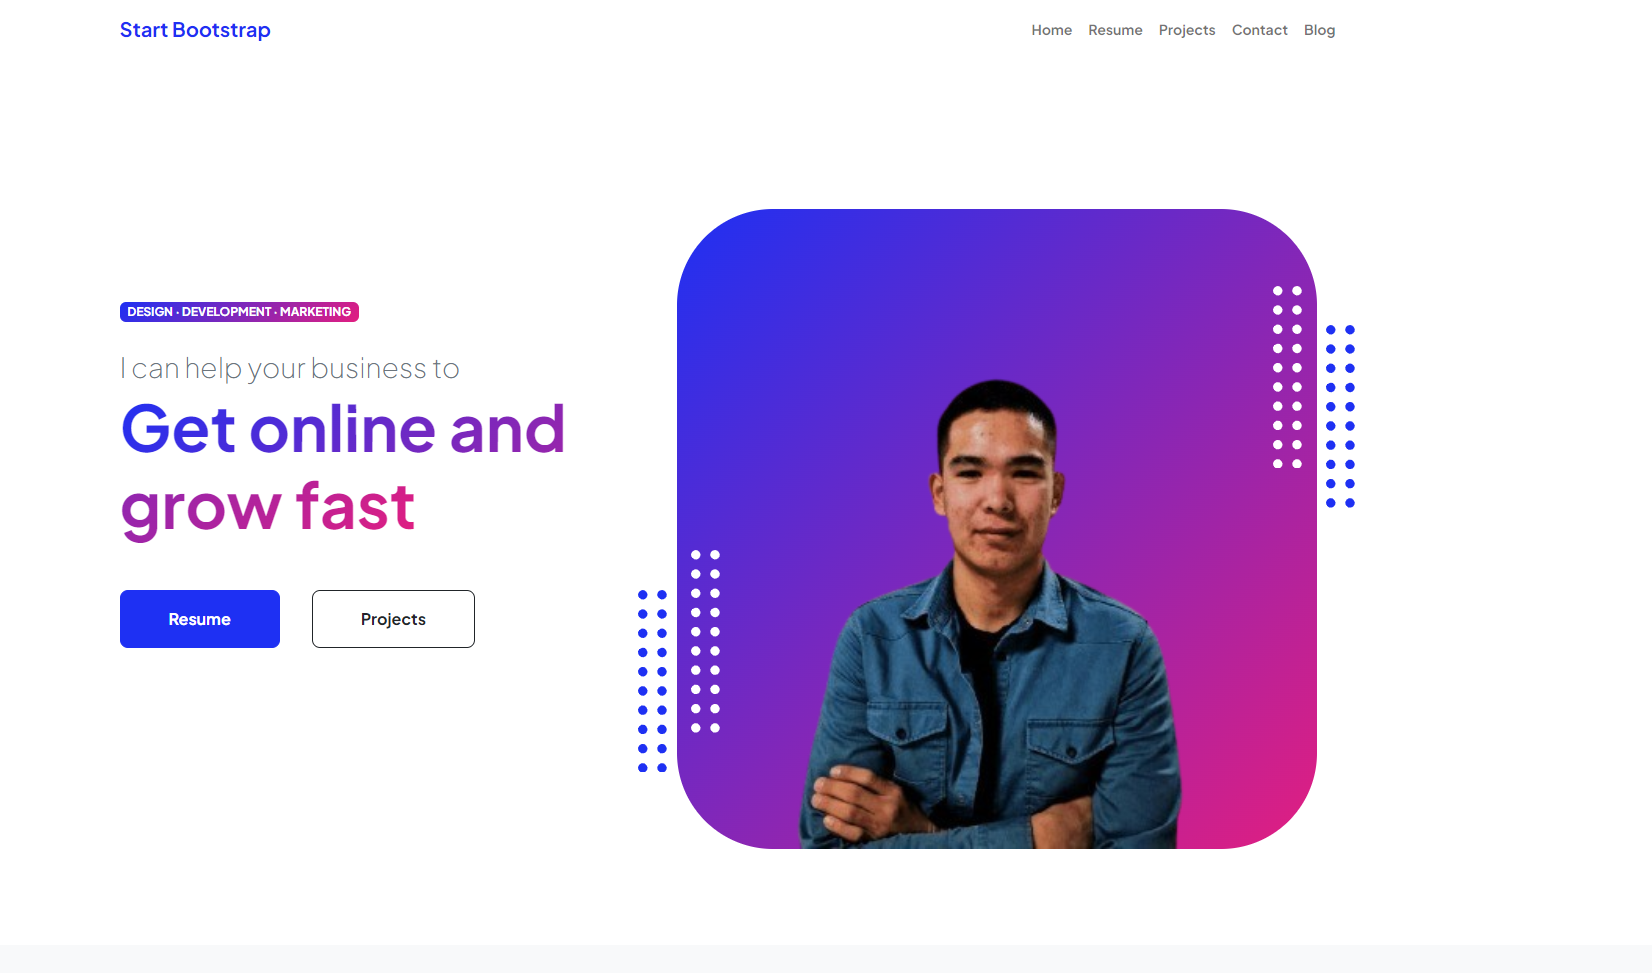 Start Bootstrap
Home Resume Projects Contact Blog
DESIGN · DEVELOPMENT · MARKETING
I can help your business to
Get online and
grow fast
Resume Projects